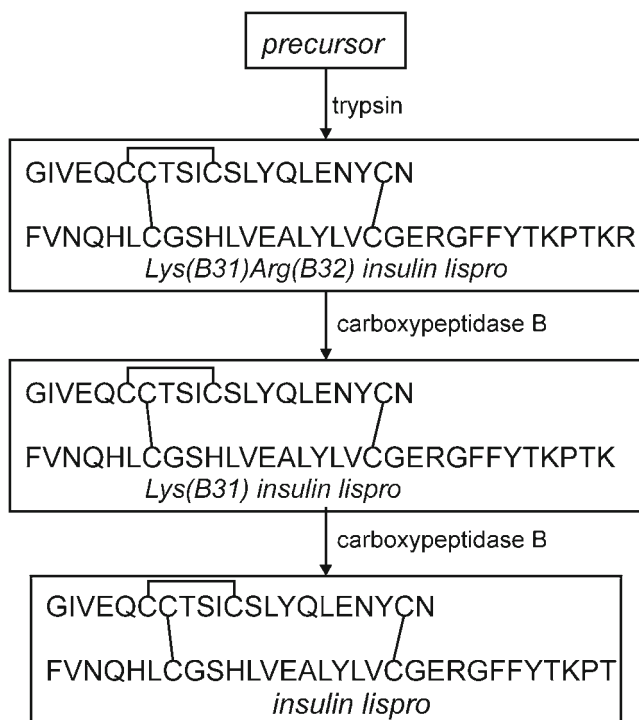 precursor
trypsin
GIVEQCCTSICSLYQLENYCN
FVNQHLCGSHLVEALYLVCGERGFFYTKPTKR
Lys(B31)Arg(B32) insulin lispro
carboxypeptidase B
GIVEQCCTSICSLYQLENYCN
FVNQHLCGSHLVEALYLVCGERGFFYTKPTK
Lys(B31) insulin lispro
carboxypeptidase B
GIVEQCCTSICSLYQLENYCN
FVNQHLCGSHLVEALYLVCGERGFFYTKPT
insulin lispro